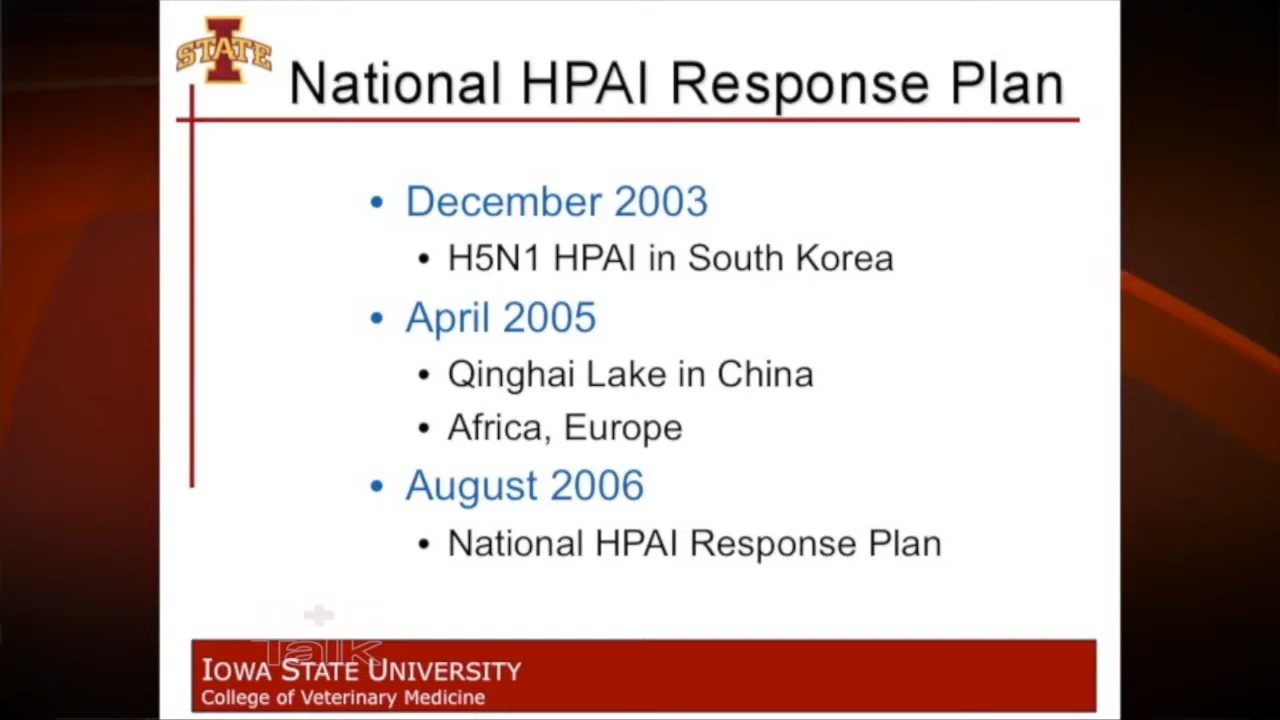 STATE
National HPAI Response Plan
• December 2003
• H5N1 HPAI in South Korea
• April 2005
• Qinghai Lake in China
• Africa, Europe
• August 2006
• National HPAI Response Plan
Talk
IOWA STATE UNIVERSITY
College of Veterinary Medicine